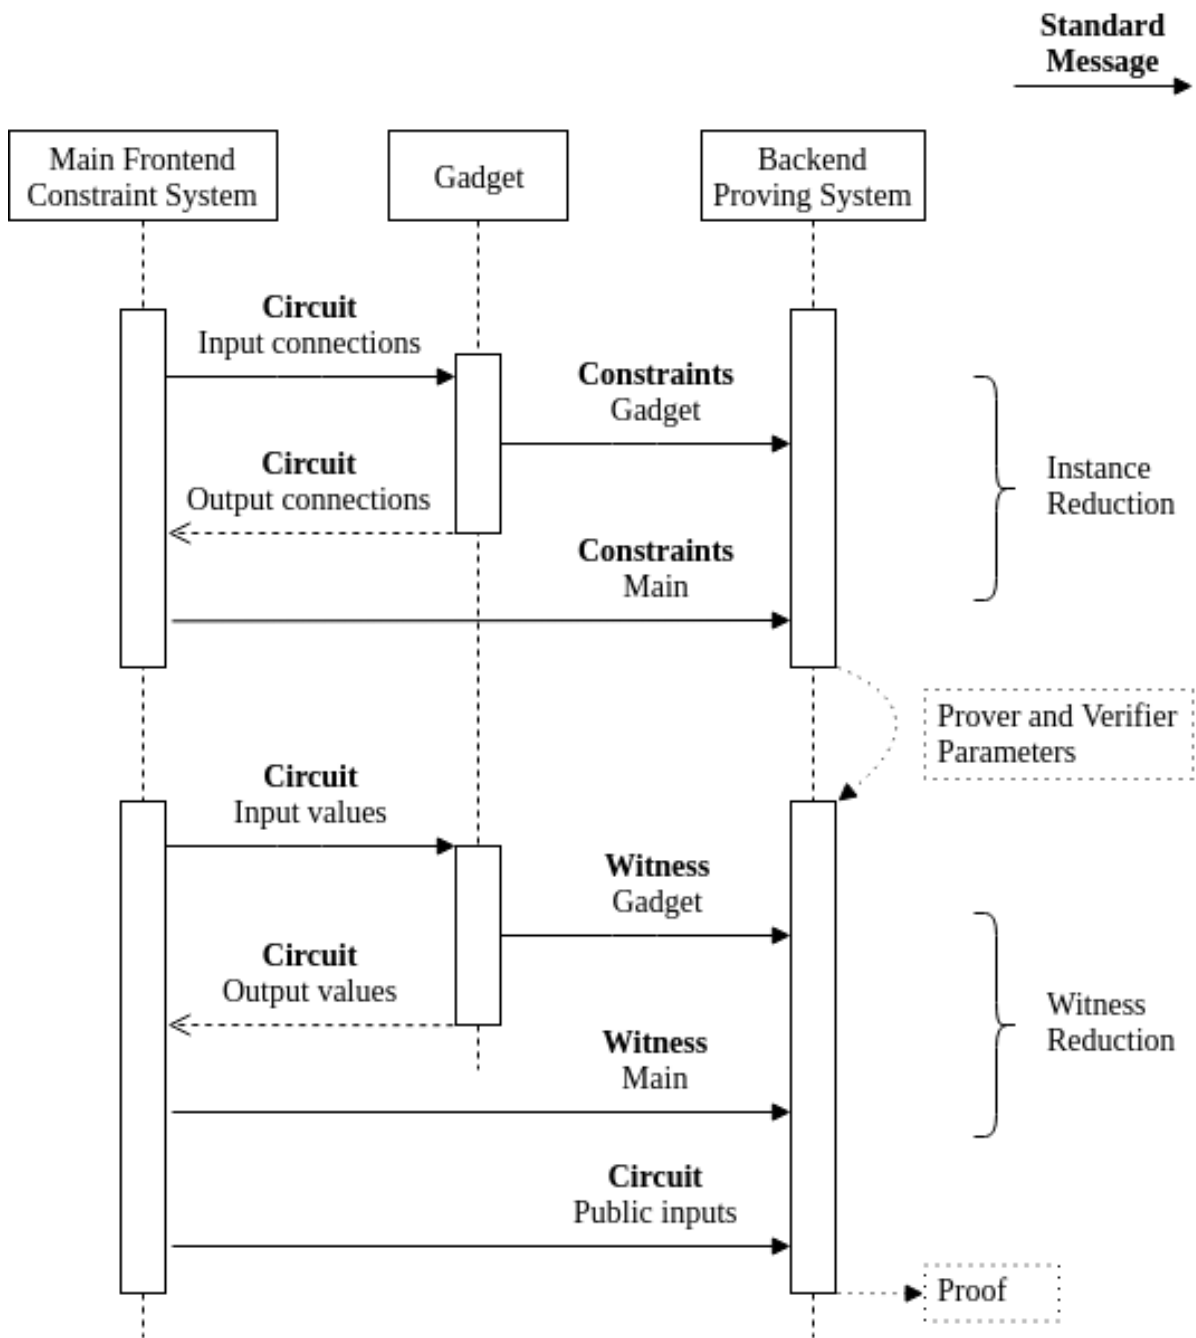 Standard
Message
Main Frontend
Constraint System
Gadget
Backend
Proving System
Circuit
Input connections
Constraints
Gadget
Circuit
Output connections
Instance
Reduction
Constraints
Main
Prover and Verifier
Parameters
Circuit
Input values
Witness
Gadget
Circuit
Output values
Witness
Reduction
Witness
Main
Circuit
Public inputs
Proof